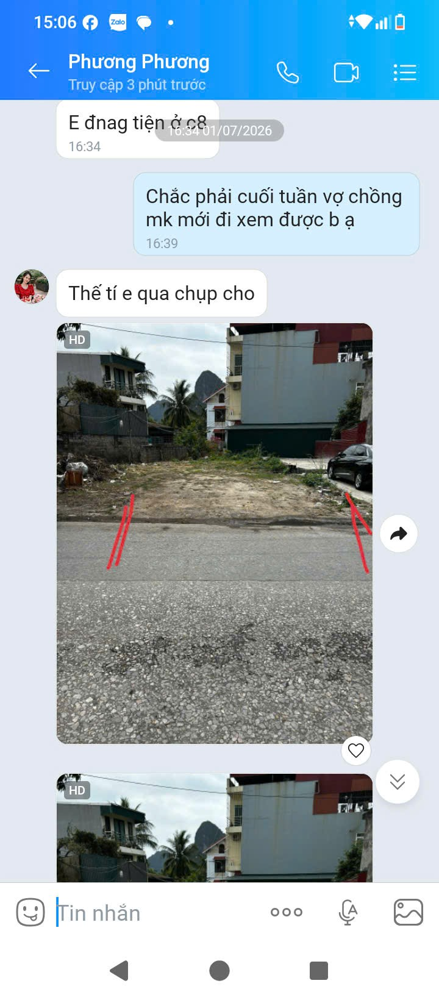 15:06
Zalo
Phương Phương
Truy cập 3 phút trước
E đnag tiện ở c8
16:34 01/07/2026
16:34
Chắc phải cuối tuần vợ chồng
mk mới đi xem được b ạ
16:39
Thế tí e qua chụp cho
HD
HD
Tin nhắn
A